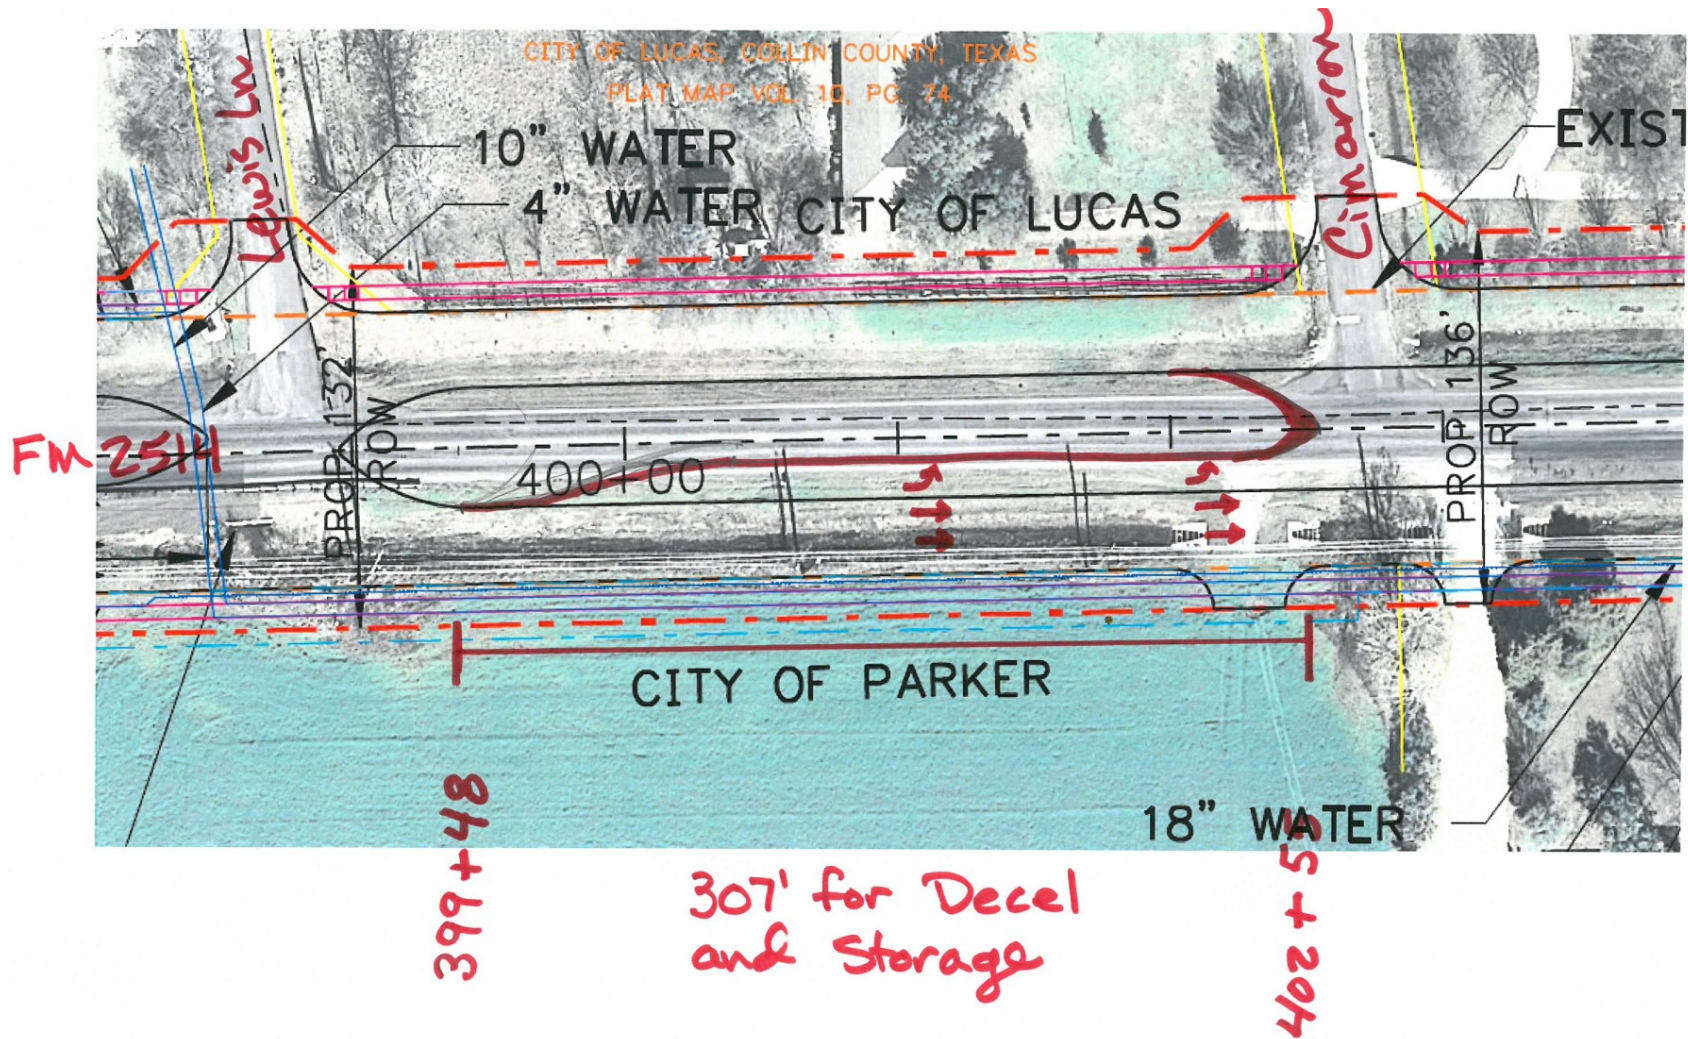 CITY OF LUCAS, COLLIN COUNTY, TEXAS
PLAT MAP VOL. 10, PG. 74
Lewis Ln
Cimarron
10” WATER
EXIST
4” WATER
CITY OF LUCAS
PROP 132'
ROW
PROP 136'
ROW
FM 2514
400+00
CITY OF PARKER
18” WATER
399+48
307' for Decel
and Storage
402+5